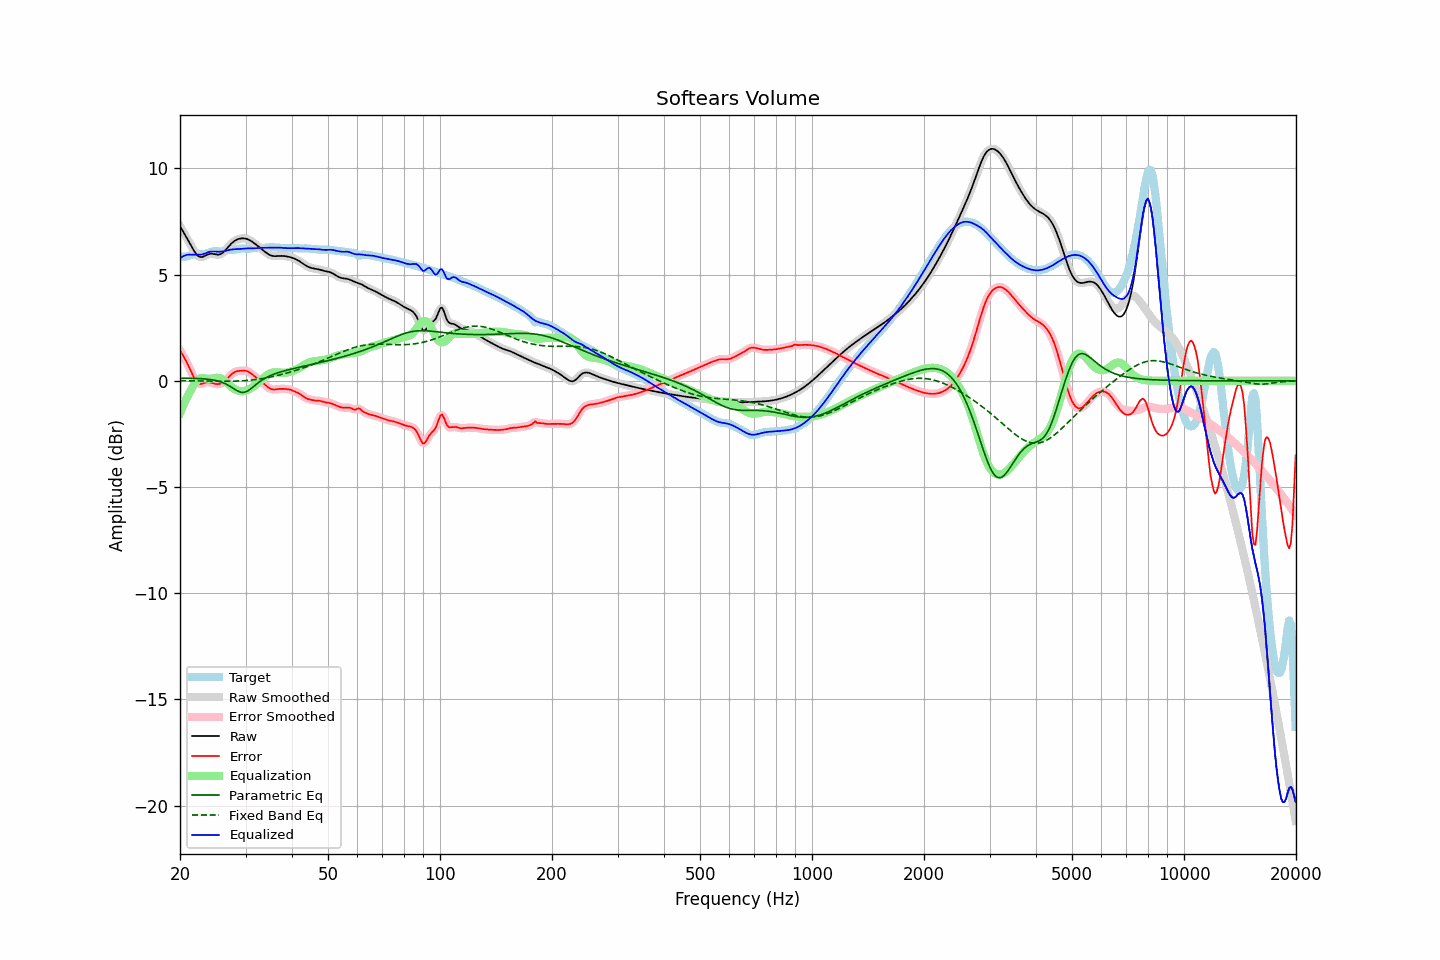 Softears Volume
Amplitude (dBr)
10
5
0
−5
−10
−15
−20
Target
Raw Smoothed
Error Smoothed
Raw
Error
Equalization
Parametric Eq
Fixed Band Eq
Equalized
20 50 100 200 500 1000 2000 5000 10000 20000
Frequency (Hz)